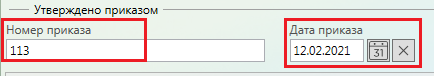 Утверждено приказом
Номер приказа Дата приказа
113 12.02.2021 31